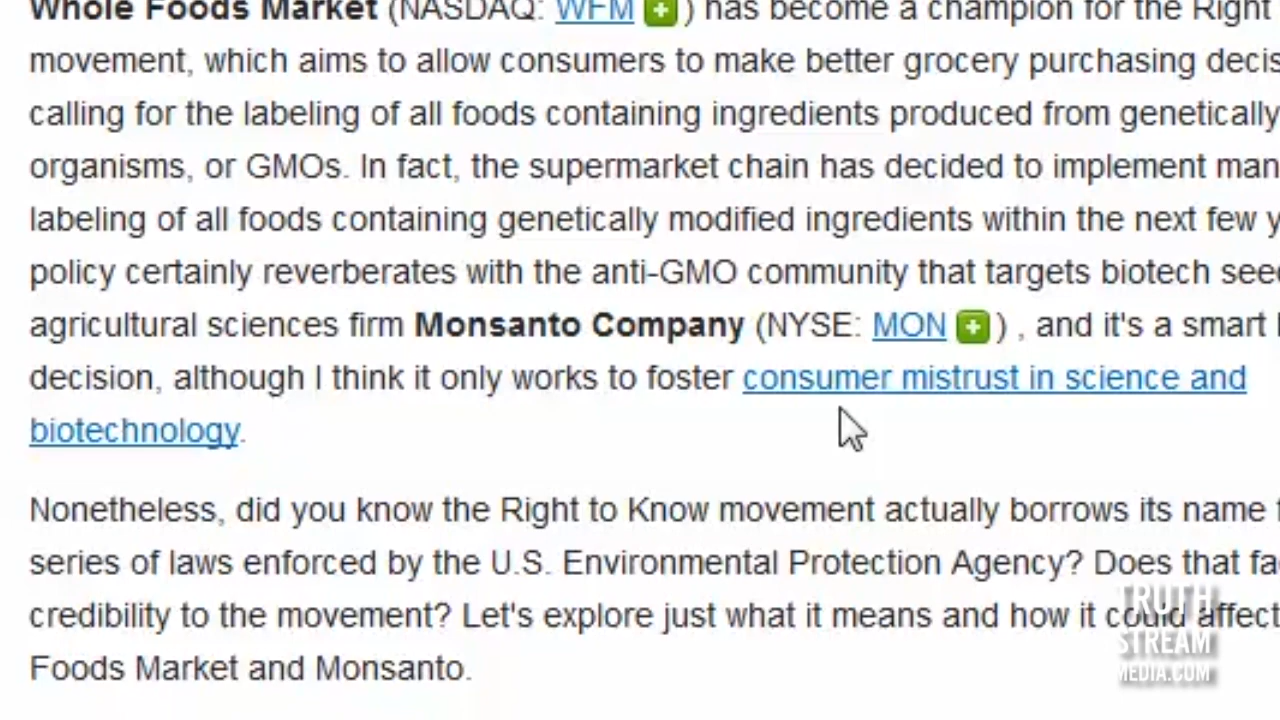 Whole Foods Market (NASDAQ: WFM + ) has become a champion for the Right
movement, which aims to allow consumers to make better grocery purchasing decis
calling for the labeling of all foods containing ingredients produced from genetically
organisms, or GMOs. In fact, the supermarket chain has decided to implement man
labeling of all foods containing genetically modified ingredients within the next few y
policy certainly reverberates with the anti-GMO community that targets biotech see
agricultural sciences firm Monsanto Company (NYSE: MON + ) , and it's a smart
decision, although I think it only works to foster consumer mistrust in science and
biotechnology.
Nonetheless, did you know the Right to Know movement actually borrows its name
series of laws enforced by the U.S. Environmental Protection Agency? Does that fa
credibility to the movement? Let's explore just what it means and how it could affect
Foods Market and Monsanto.
TRUTH
STREAM
MEDIA.COM